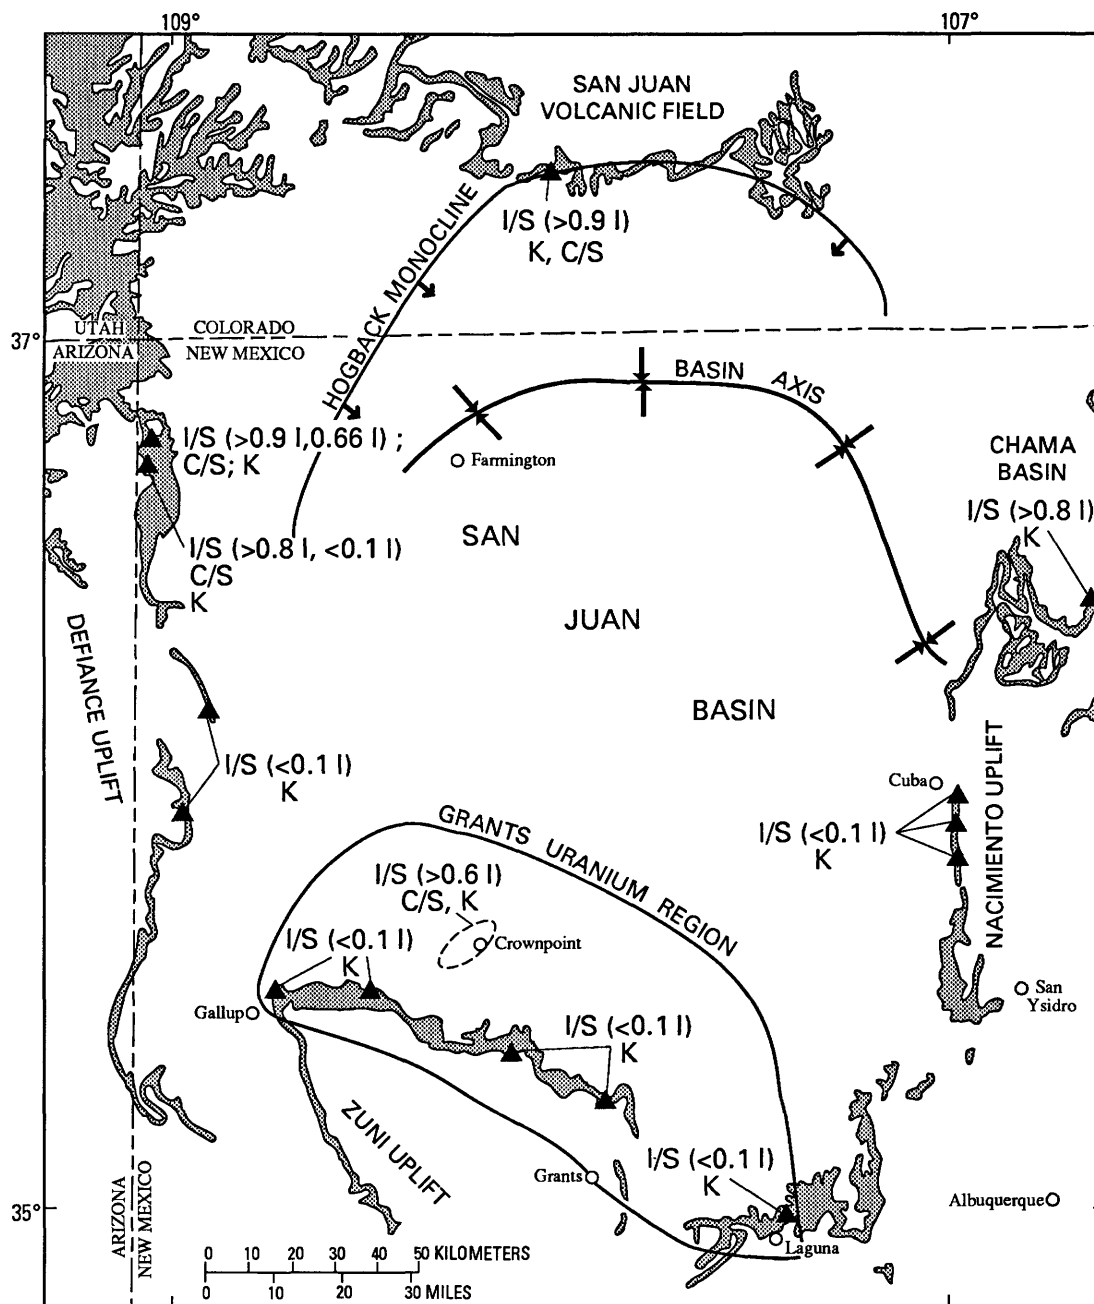 109°
107°
SAN JUAN
VOLCANIC FIELD
I/S (>0.9 I)
K, C/S
HOGBACK MONOCLINE
37°
UTAH
COLORADO
ARIZONA
NEW MEXICO
BASIN AXIS
I/S (>0.9 I,0.66 I) ;
C/S; K
Farmington
CHAMA
BASIN
I/S (>0.8 I)
K
SAN
I/S (>0.8 I, <0.1 I)
C/S
K
JUAN
DEFIANCE UPLIFT
BASIN
I/S (<0.1 I)
K
Cuba
NACIMIENTO UPLIFT
GRANTS URANIUM REGION
I/S (<0.1 I)
K
I/S (>0.6 I)
C/S, K
I/S (<0.1 I)
K
Crownpoint
Gallup
San
Ysidro
I/S (<0.1 I)
K
ZUNI UPLIFT
I/S (<0.1 I)
K
Grants
Albuquerque
35°
ARIZONA
NEW MEXICO
Laguna
0 10 20 30 40 50 KILOMETERS
0 10 20 30 MILES